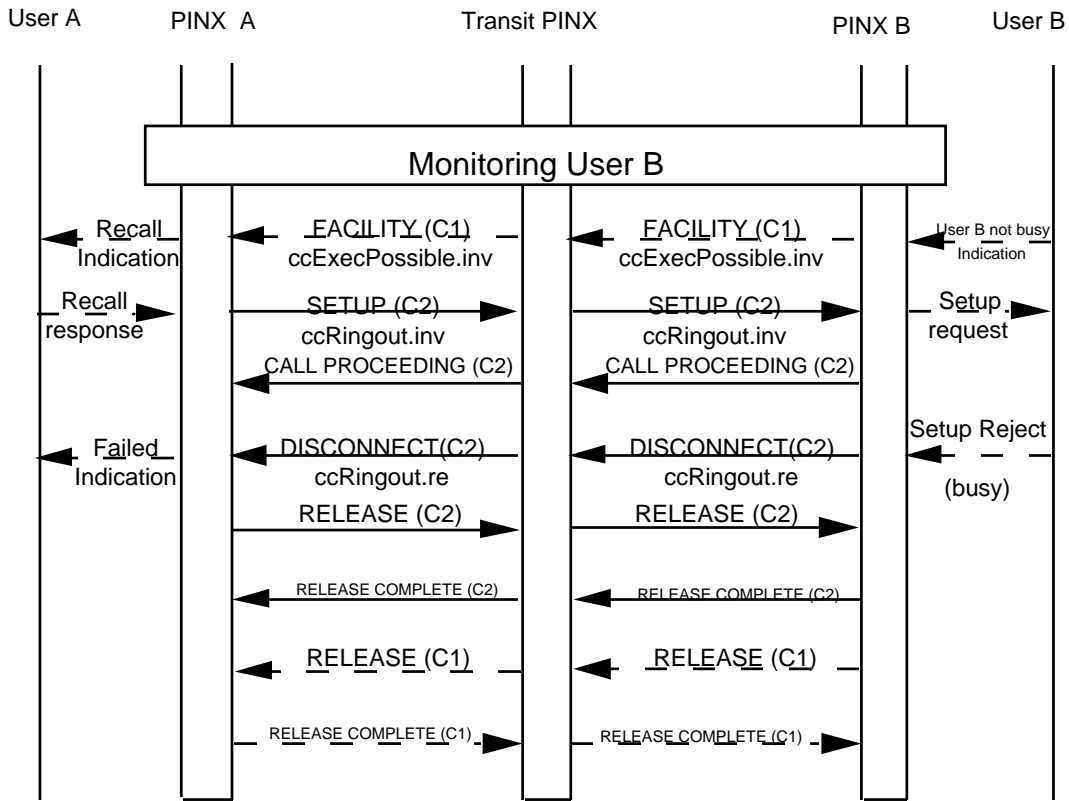 User A
PINX A
Transit PINX
PINX B
User B
Monitoring User B
Recall
Indication
FACILITY (C1)
ccExecPossible.inv
FACILITY (C1)
ccExecPossible.inv
User B not busy
Indication
Recall
response
SETUP (C2)
ccRingout.inv
SETUP (C2)
ccRingout.inv
Setup
request
CALL PROCEEDING (C2)
CALL PROCEEDING (C2)
Failed
Indication
DISCONNECT(C2)
ccRingout.re
DISCONNECT(C2)
ccRingout.re
Setup Reject
(busy)
RELEASE (C2)
RELEASE (C2)
RELEASE COMPLETE (C2)
RELEASE COMPLETE (C2)
RELEASE (C1)
RELEASE (C1)
RELEASE COMPLETE (C1)
RELEASE COMPLETE (C1)